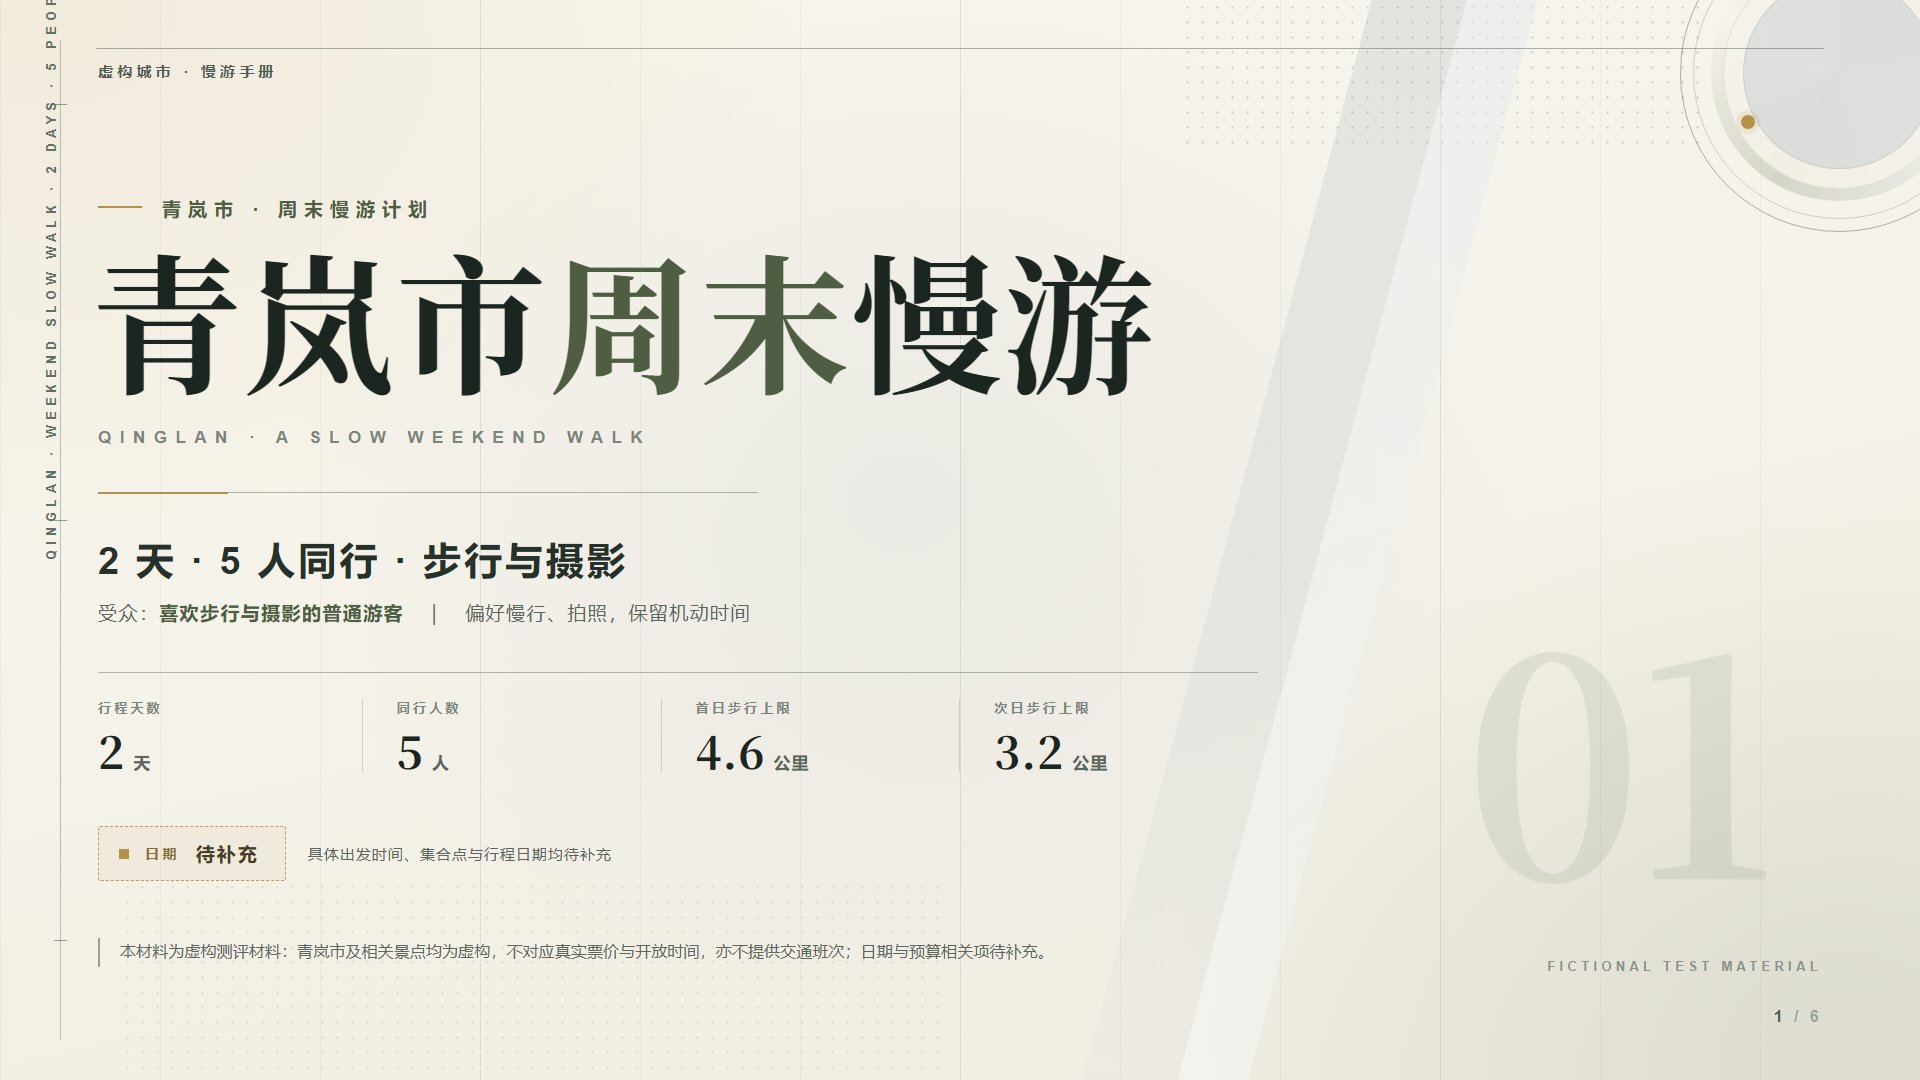 虚构城市 · 慢游手册
QINGLAN · WEEKEND SLOW WALK · 2 DAYS · 5
青岚市 · 周末慢游计划
青岚市周末慢游
QINGLAN · A SLOW WEEKEND WALK
2 天 · 5 人同行 · 步行与摄影
受众：喜欢步行与摄影的普通游客 | 偏好慢行、拍照，保留机动时间
行程天数
2 天
同行人数
5 人
首日步行上限
4.6 公里
次日步行上限
3.2 公里
日期 待补充
具体出发时间、集合点与行程日期均待补充
本材料为虚构测评材料：青岚市及相关景点均为虚构，不对应真实票价与开放时间，亦不提供交通班次；日期与预算相关项待补充。
01
FICTIONAL TEST MATERIAL
1 / 6